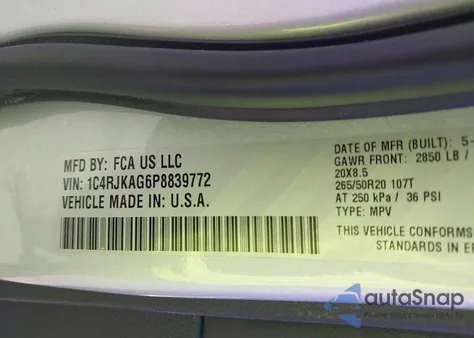 MFD BY: FCA US LLC
VIN: 1C4RJKAG6P8839772
VEHICLE MADE IN: U.S.A.
DATE OF MFR (BUILT): 5-
GAWR FRONT: 2850 LB /
20X8.5
265/50R20 107T
AT 250 kPa / 36 PSI
TYPE: MPV
THIS VEHICLE CONFORMS
STANDARDS IN E
autoSnap